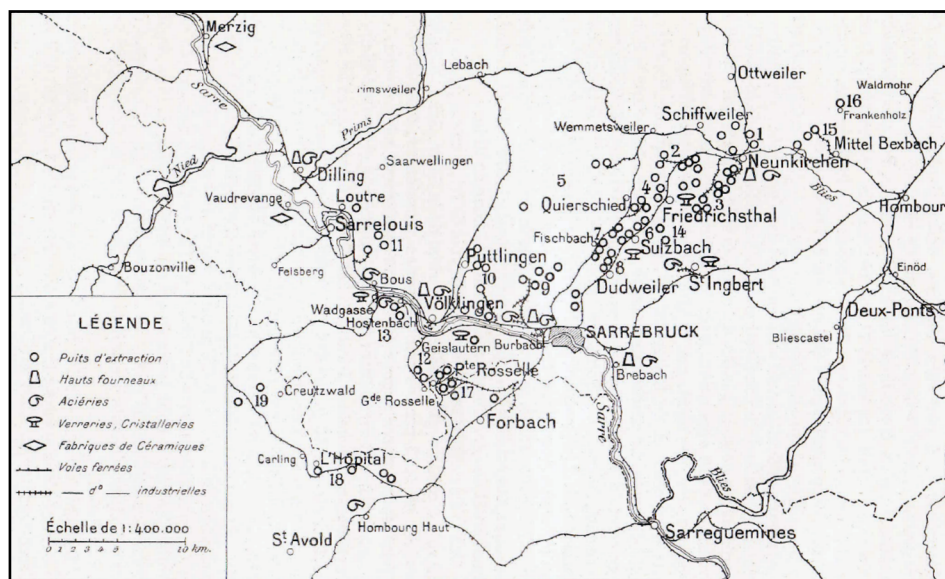 Merzig
Sarre
Lebach
Ottweiler
Waldmohr
16
Frankenholz
Schiffweiler
1
15
Wemmetsweiler
Mittel Bexbach
rimsweiler
Prims
Saarwellingen
Nied
Dilling
2
Neunkirchen
Blies
5
4
Quierschied
3
Hombourg
Vaudrevange
Loutre
Friedrichsthal
Sarrelouis
7
6
14
Fischbach
Sulzbach
11
Bouzonville
Felsberg
Püttlingen
8
Einöd
Bous
10
9
Dudweiler
St Ingbert
Deux-Ponts
Wadgasse
Völklingen
Hostenbach
13
Burbach
SARREBRUCK
Bliescastel
Geislautern
12
Pte Rosselle
Brebach
19
Creutzwald
17
Gde Rosselle
Forbach
Sarre
Carling
L'Hôpital
18
Blies
Hombourg Haut
St Avold
Sarreguemines
LÉGENDE
Puits d'extraction
Hauts fourneaux
Aciéries
Verreries, Cristalleries
Fabriques de Céramiques
Voies ferrées
d° industrielles
Échelle de 1:400.000
0 1 2 3 4 5 10 km.